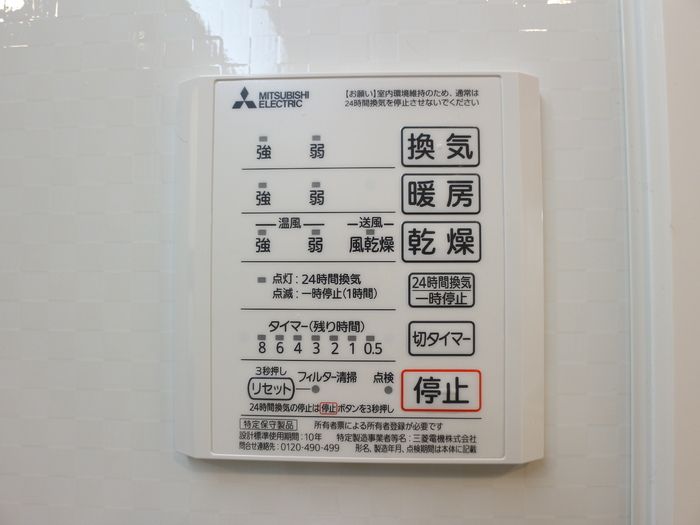 MITSUBISHI
ELECTRIC
【お願い】室内環境維持のため、通常は
24時間換気を停止させないでください
強 弱 換気
強 弱 暖房
温風 送風
強 弱 風乾燥 乾燥
点灯:24時間換気
点滅:一時停止(1時間)
24時間換気
一時停止
タイマー(残り時間)
8 6 4 3 2 1 0.5
切タイマー
3秒押し
リセット フィルター清掃 点検
停止
24時間換気の停止は停止ボタンを3秒押し
特定保守製品 所有者票による所有者登録が必要です
設計標準使用期間:10年 特定製造事業者等名:三菱電機株式会社
問合せ連絡先:0120-490-499 形名、製造年月、点検期間は本体に記載